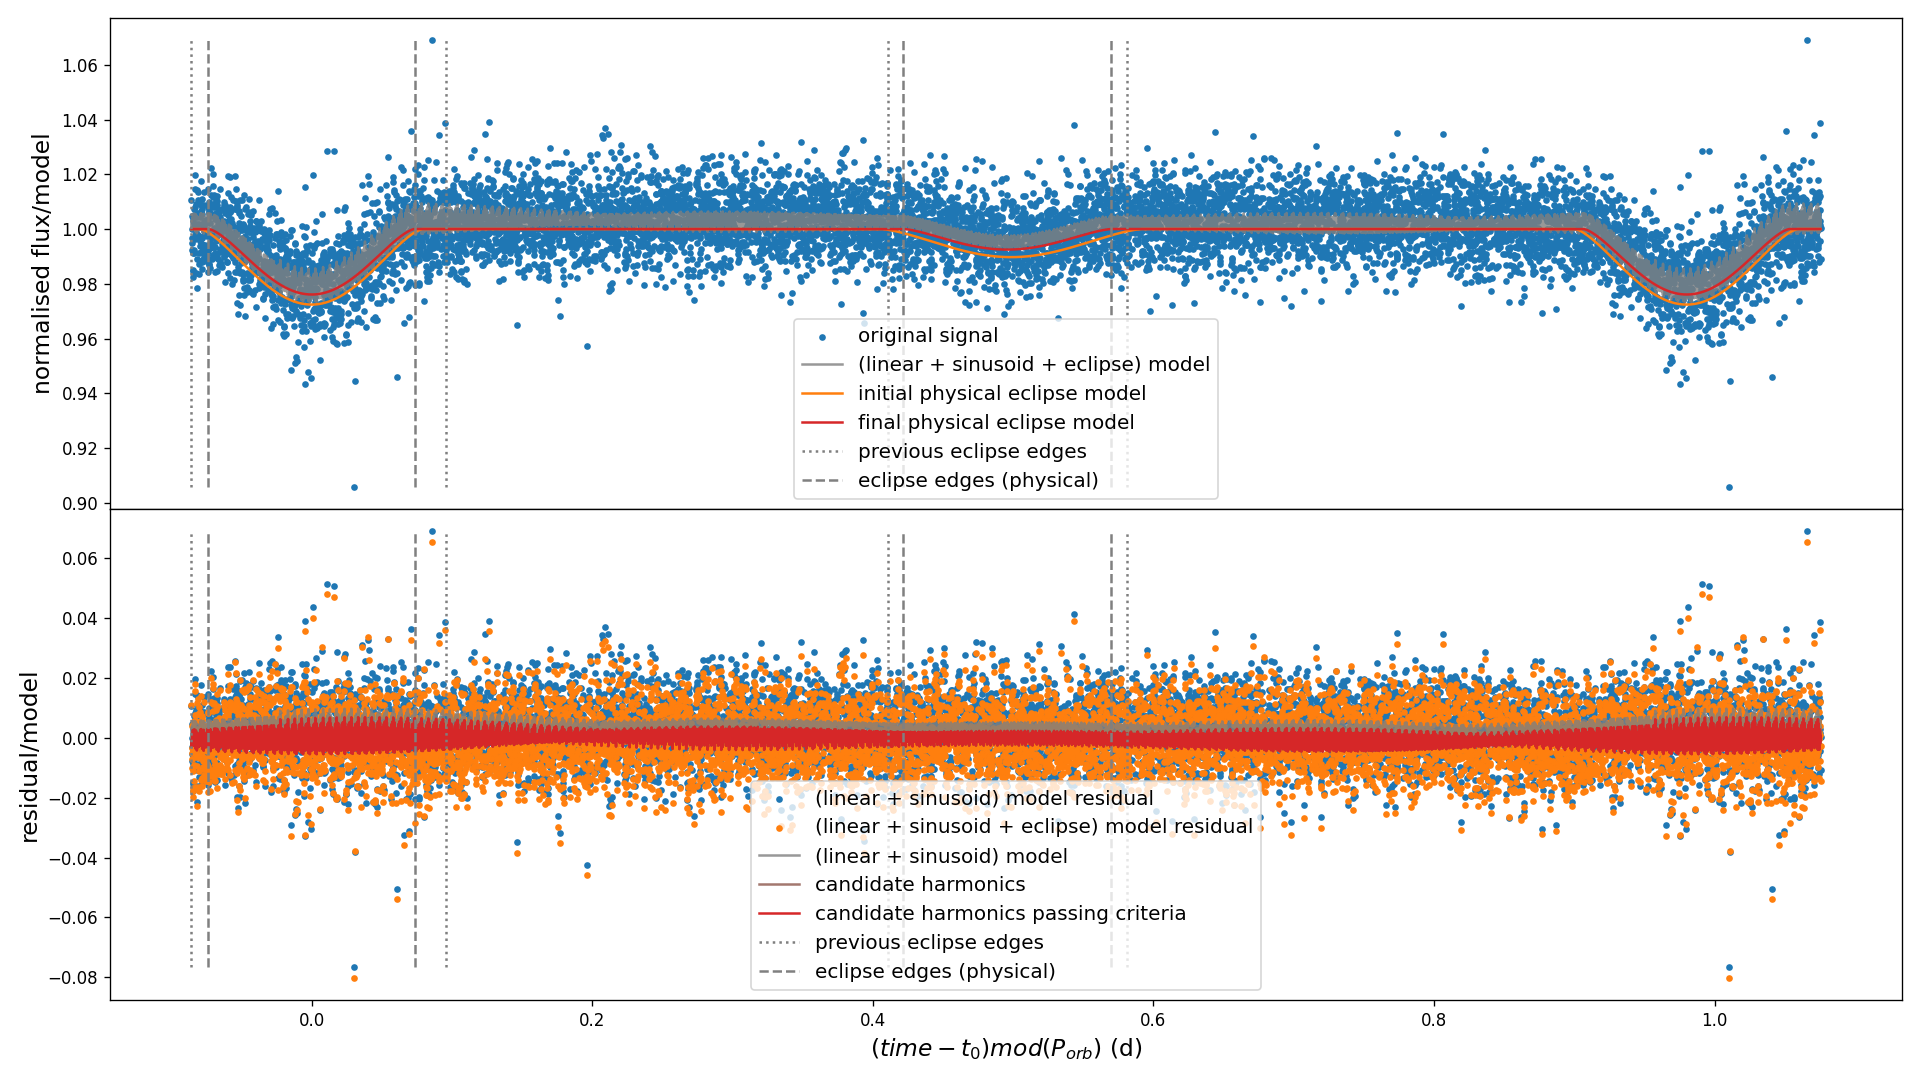 normalised flux/model
1.06
1.04
1.02
1.00
0.98
0.96
0.94
0.92
0.90
original signal
(linear + sinusoid + eclipse) model
initial physical eclipse model
final physical eclipse model
previous eclipse edges
eclipse edges (physical)
residual/model
0.06
0.04
0.02
0.00
−0.02
−0.04
−0.06
−0.08
(linear + sinusoid) model residual
(linear + sinusoid + eclipse) model residual
(linear + sinusoid) model
candidate harmonics
candidate harmonics passing criteria
previous eclipse edges
eclipse edges (physical)
0.0 0.2 0.4 0.6 0.8 1.0
(time − t₀)mod(P_orb) (d)